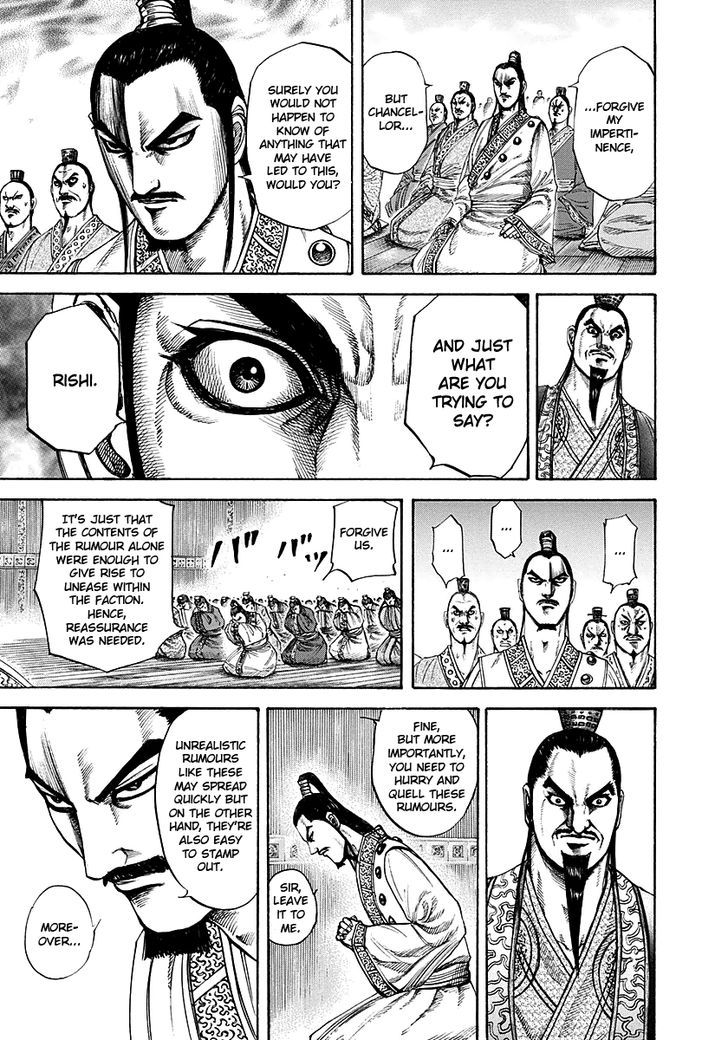 ...FORGIVE
MY
IMPERTI-
NENCE,
BUT
CHANCEL-
LOR...
SURELY YOU
WOULD NOT
HAPPEN TO
KNOW OF
ANYTHING THAT
MAY HAVE
LED TO THIS,
WOULD YOU?
AND JUST
WHAT
ARE YOU
TRYING TO
SAY?
RISHI.
...
...
...
FORGIVE
US.
バッ
バッ
IT'S JUST THAT
THE CONTENTS
OF THE
RUMOUR ALONE
WERE ENOUGH TO
GIVE RISE TO
UNEASE WITHIN
THE FACTION.
HENCE,
REASSURANCE
WAS NEEDED.
FINE,
BUT MORE
IMPORTANTLY,
YOU NEED TO
HURRY AND
QUELL THESE
RUMOURS.
SIR,
LEAVE IT
TO ME.
UNREALISTIC
RUMOURS
LIKE THESE
MAY SPREAD
QUICKLY BUT
ON THE OTHER
HAND, THEY'RE
ALSO EASY
TO STAMP
OUT.
MORE-
OVER...